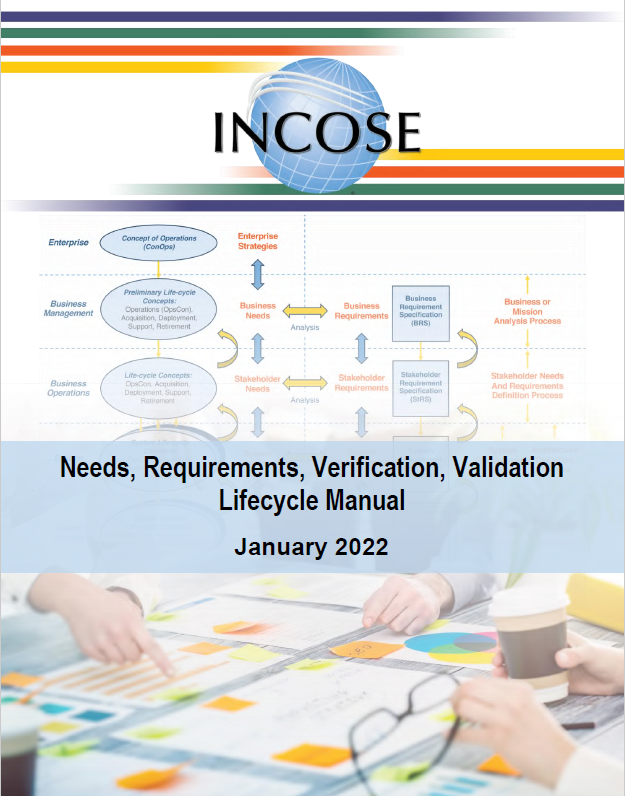 INCOSE
Enterprise
Concept of Operations
(ConOps)
Enterprise
Strategies
Business
Management
Preliminary Life-cycle
Concepts:
Operations (OpsCon),
Acquisition, Deployment,
Support, Retirement
Business
Needs
Analysis
Business
Requirements
Business
Requirement
Specification
(BRS)
Business or
Mission
Analysis Process
Business
Operations
Life-cycle Concepts:
OpsCon, Acquisition,
Deployment, Support,
Retirement
Stakeholder
Needs
Analysis
Stakeholder
Requirements
Stakeholder
Requirement
Specification
(StRS)
Stakeholder Needs
And Requirements
Definition Process
Needs, Requirements, Verification, Validation
Lifecycle Manual
January 2022